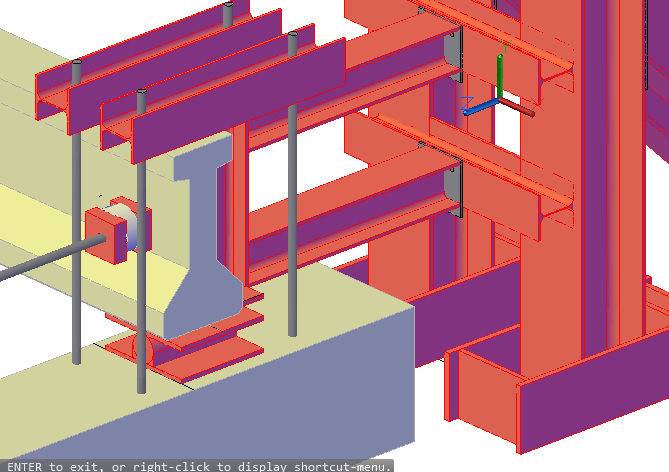 ENTER to exit, or right-click to display shortcut-menu.